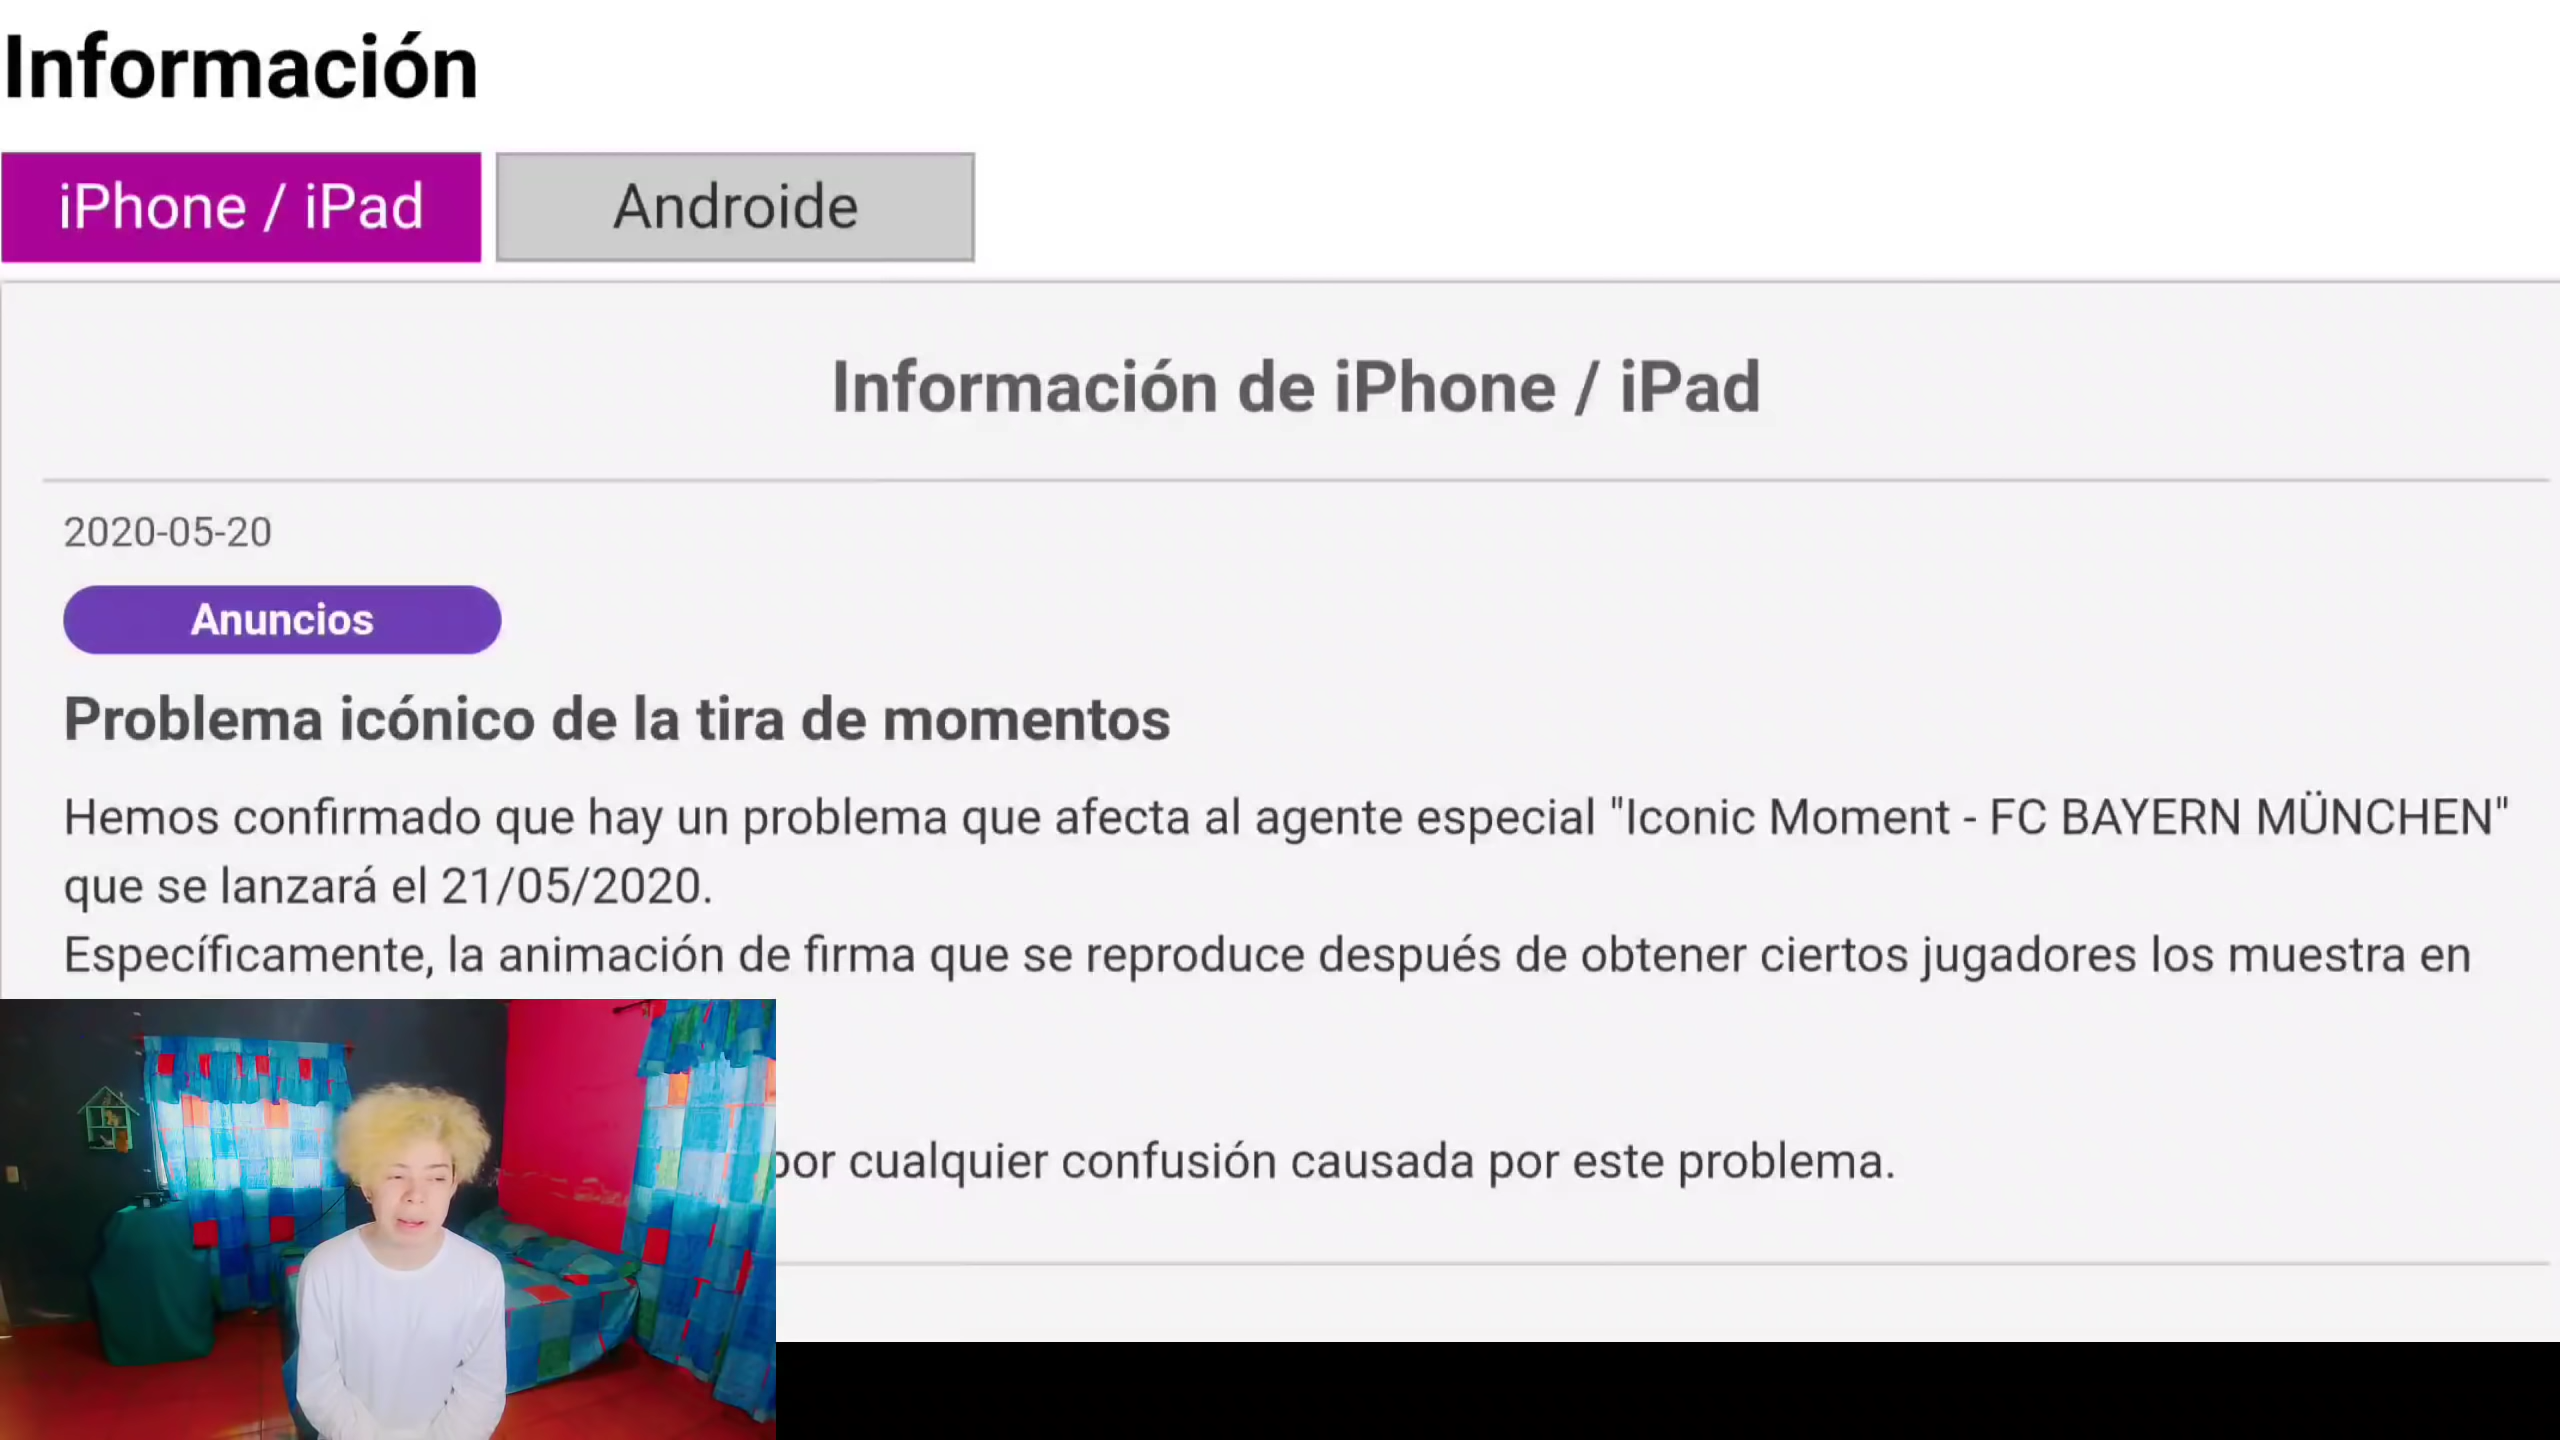 Información
iPhone / iPad
Androide
Información de iPhone / iPad
2020-05-20
Anuncios
Problema icónico de la tira de momentos
Hemos confirmado que hay un problema que afecta al agente especial "Iconic Moment - FC BAYERN MÜNCHEN"
que se lanzará el 21/05/2020.
Específicamente, la animación de firma que se reproduce después de obtener ciertos jugadores los muestra en
por cualquier confusión causada por este problema.